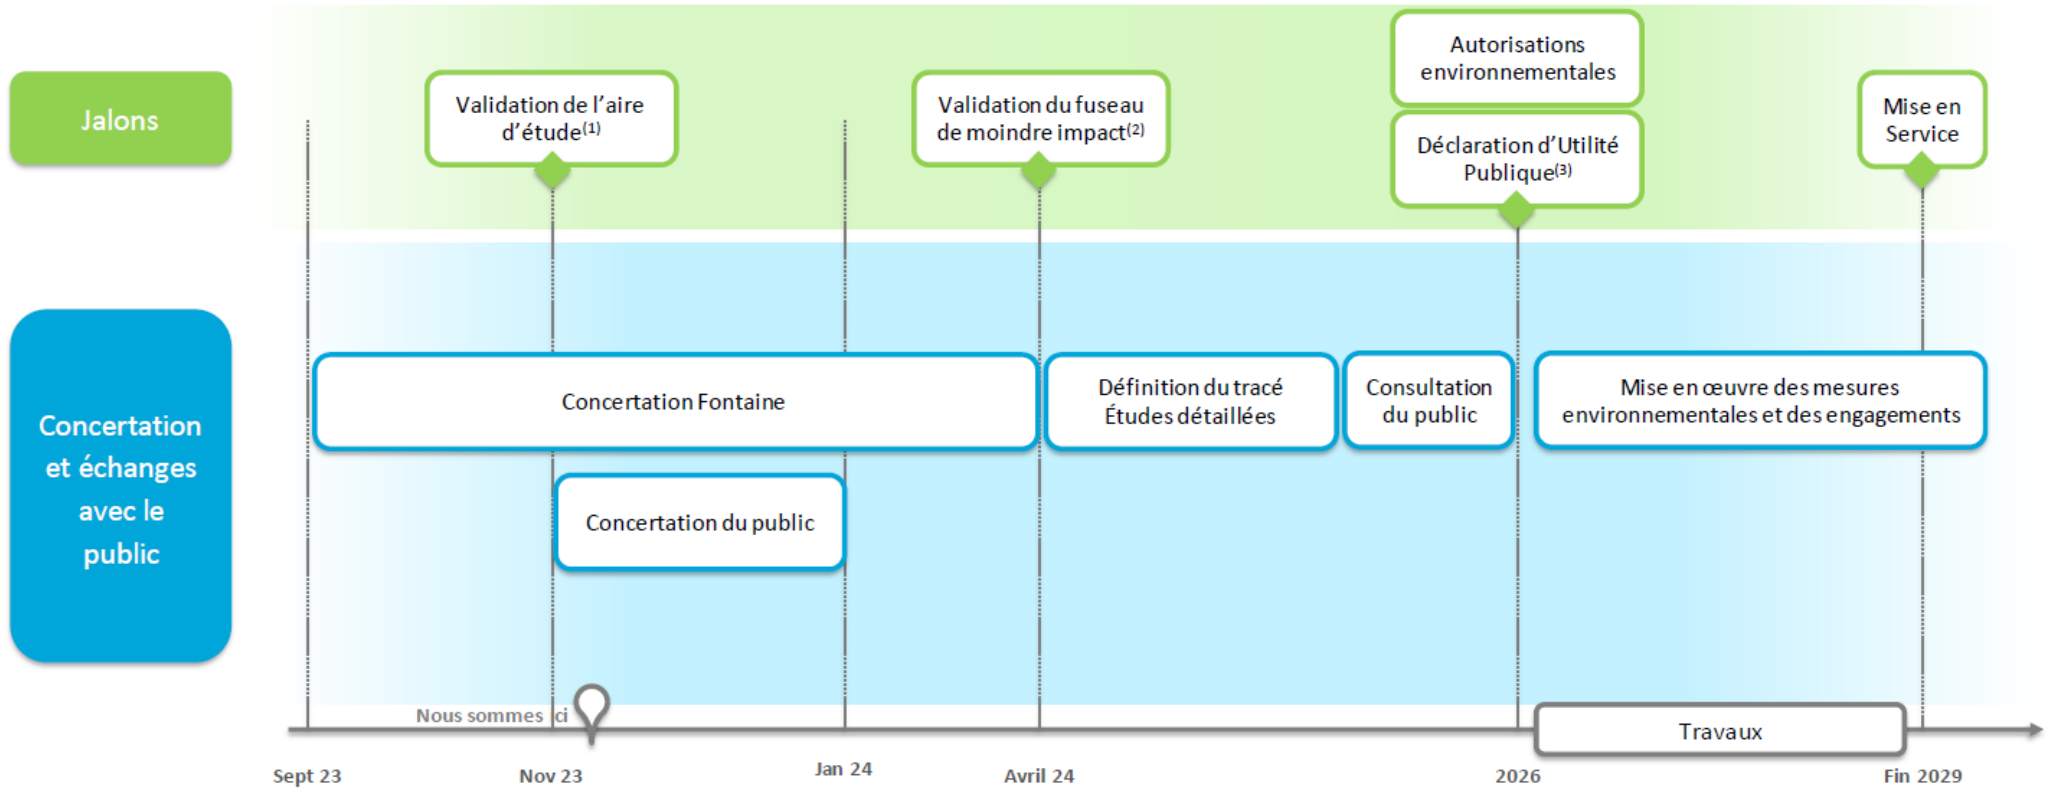 Jalons
Validation de l'aire
d'étude(1)
Validation du fuseau
de moindre impact(2)
Autorisations
environnementales
Déclaration d'Utilité
Publique(3)
Mise en
Service
Concertation
et échanges
avec le
public
Concertation Fontaine
Définition du tracé
Études détaillées
Consultation
du public
Mise en œuvre des mesures
environnementales et des engagements
Concertation du public
Nous sommes ici
Travaux
Sept 23
Nov 23
Jan 24
Avril 24
2026
Fin 2029